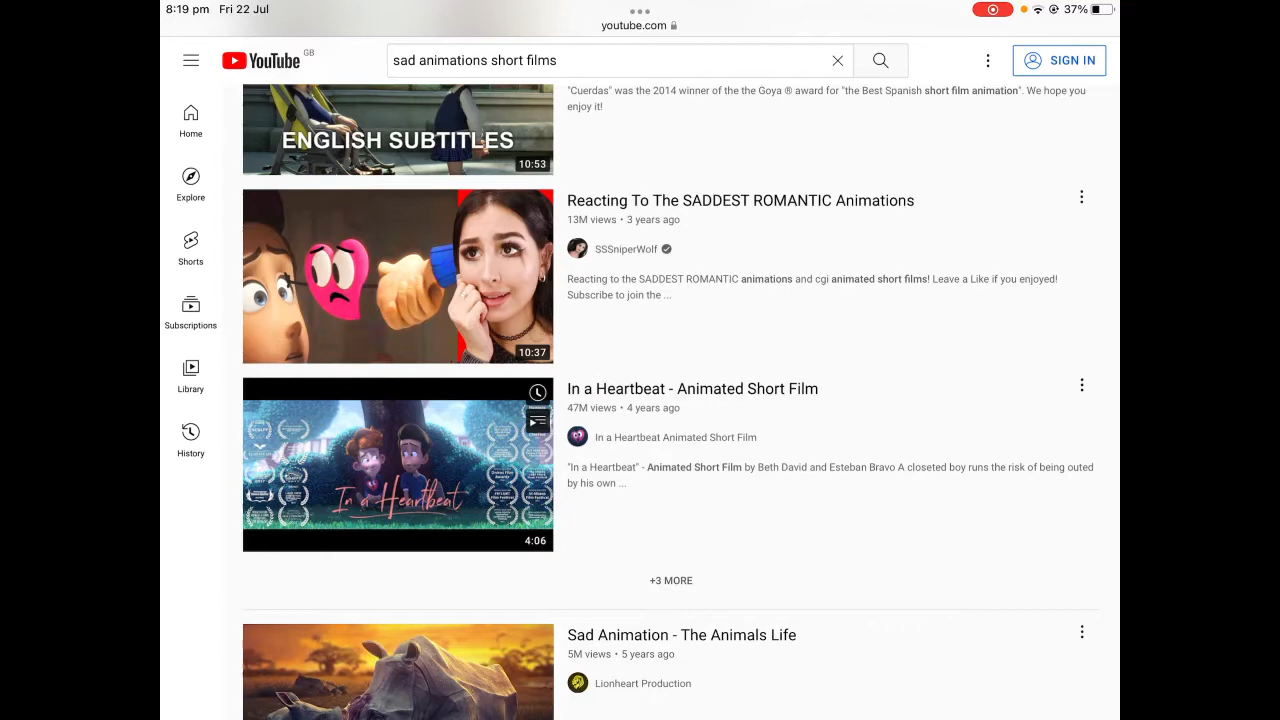 8:19 pm Fri 22 Jul
37%
youtube.com
YouTube GB
sad animations short films
SIGN IN
Home
Explore
Shorts
Subscriptions
Library
History
ENGLISH SUBTITLES
10:53
"Cuerdas" was the 2014 winner of the the Goya ® award for "the Best Spanish short film animation". We hope you
enjoy it!
10:37
Reacting To The SADDEST ROMANTIC Animations
13M views • 3 years ago
SSSniperWolf
Reacting to the SADDEST ROMANTIC animations and cgi animated short films! Leave a Like if you enjoyed!
Subscribe to join the ...
In a Heartbeat
4:06
In a Heartbeat - Animated Short Film
47M views • 4 years ago
In a Heartbeat Animated Short Film
"In a Heartbeat" - Animated Short Film by Beth David and Esteban Bravo A closeted boy runs the risk of being outed
by his own ...
+3 MORE
Sad Animation - The Animals Life
5M views • 5 years ago
Lionheart Production